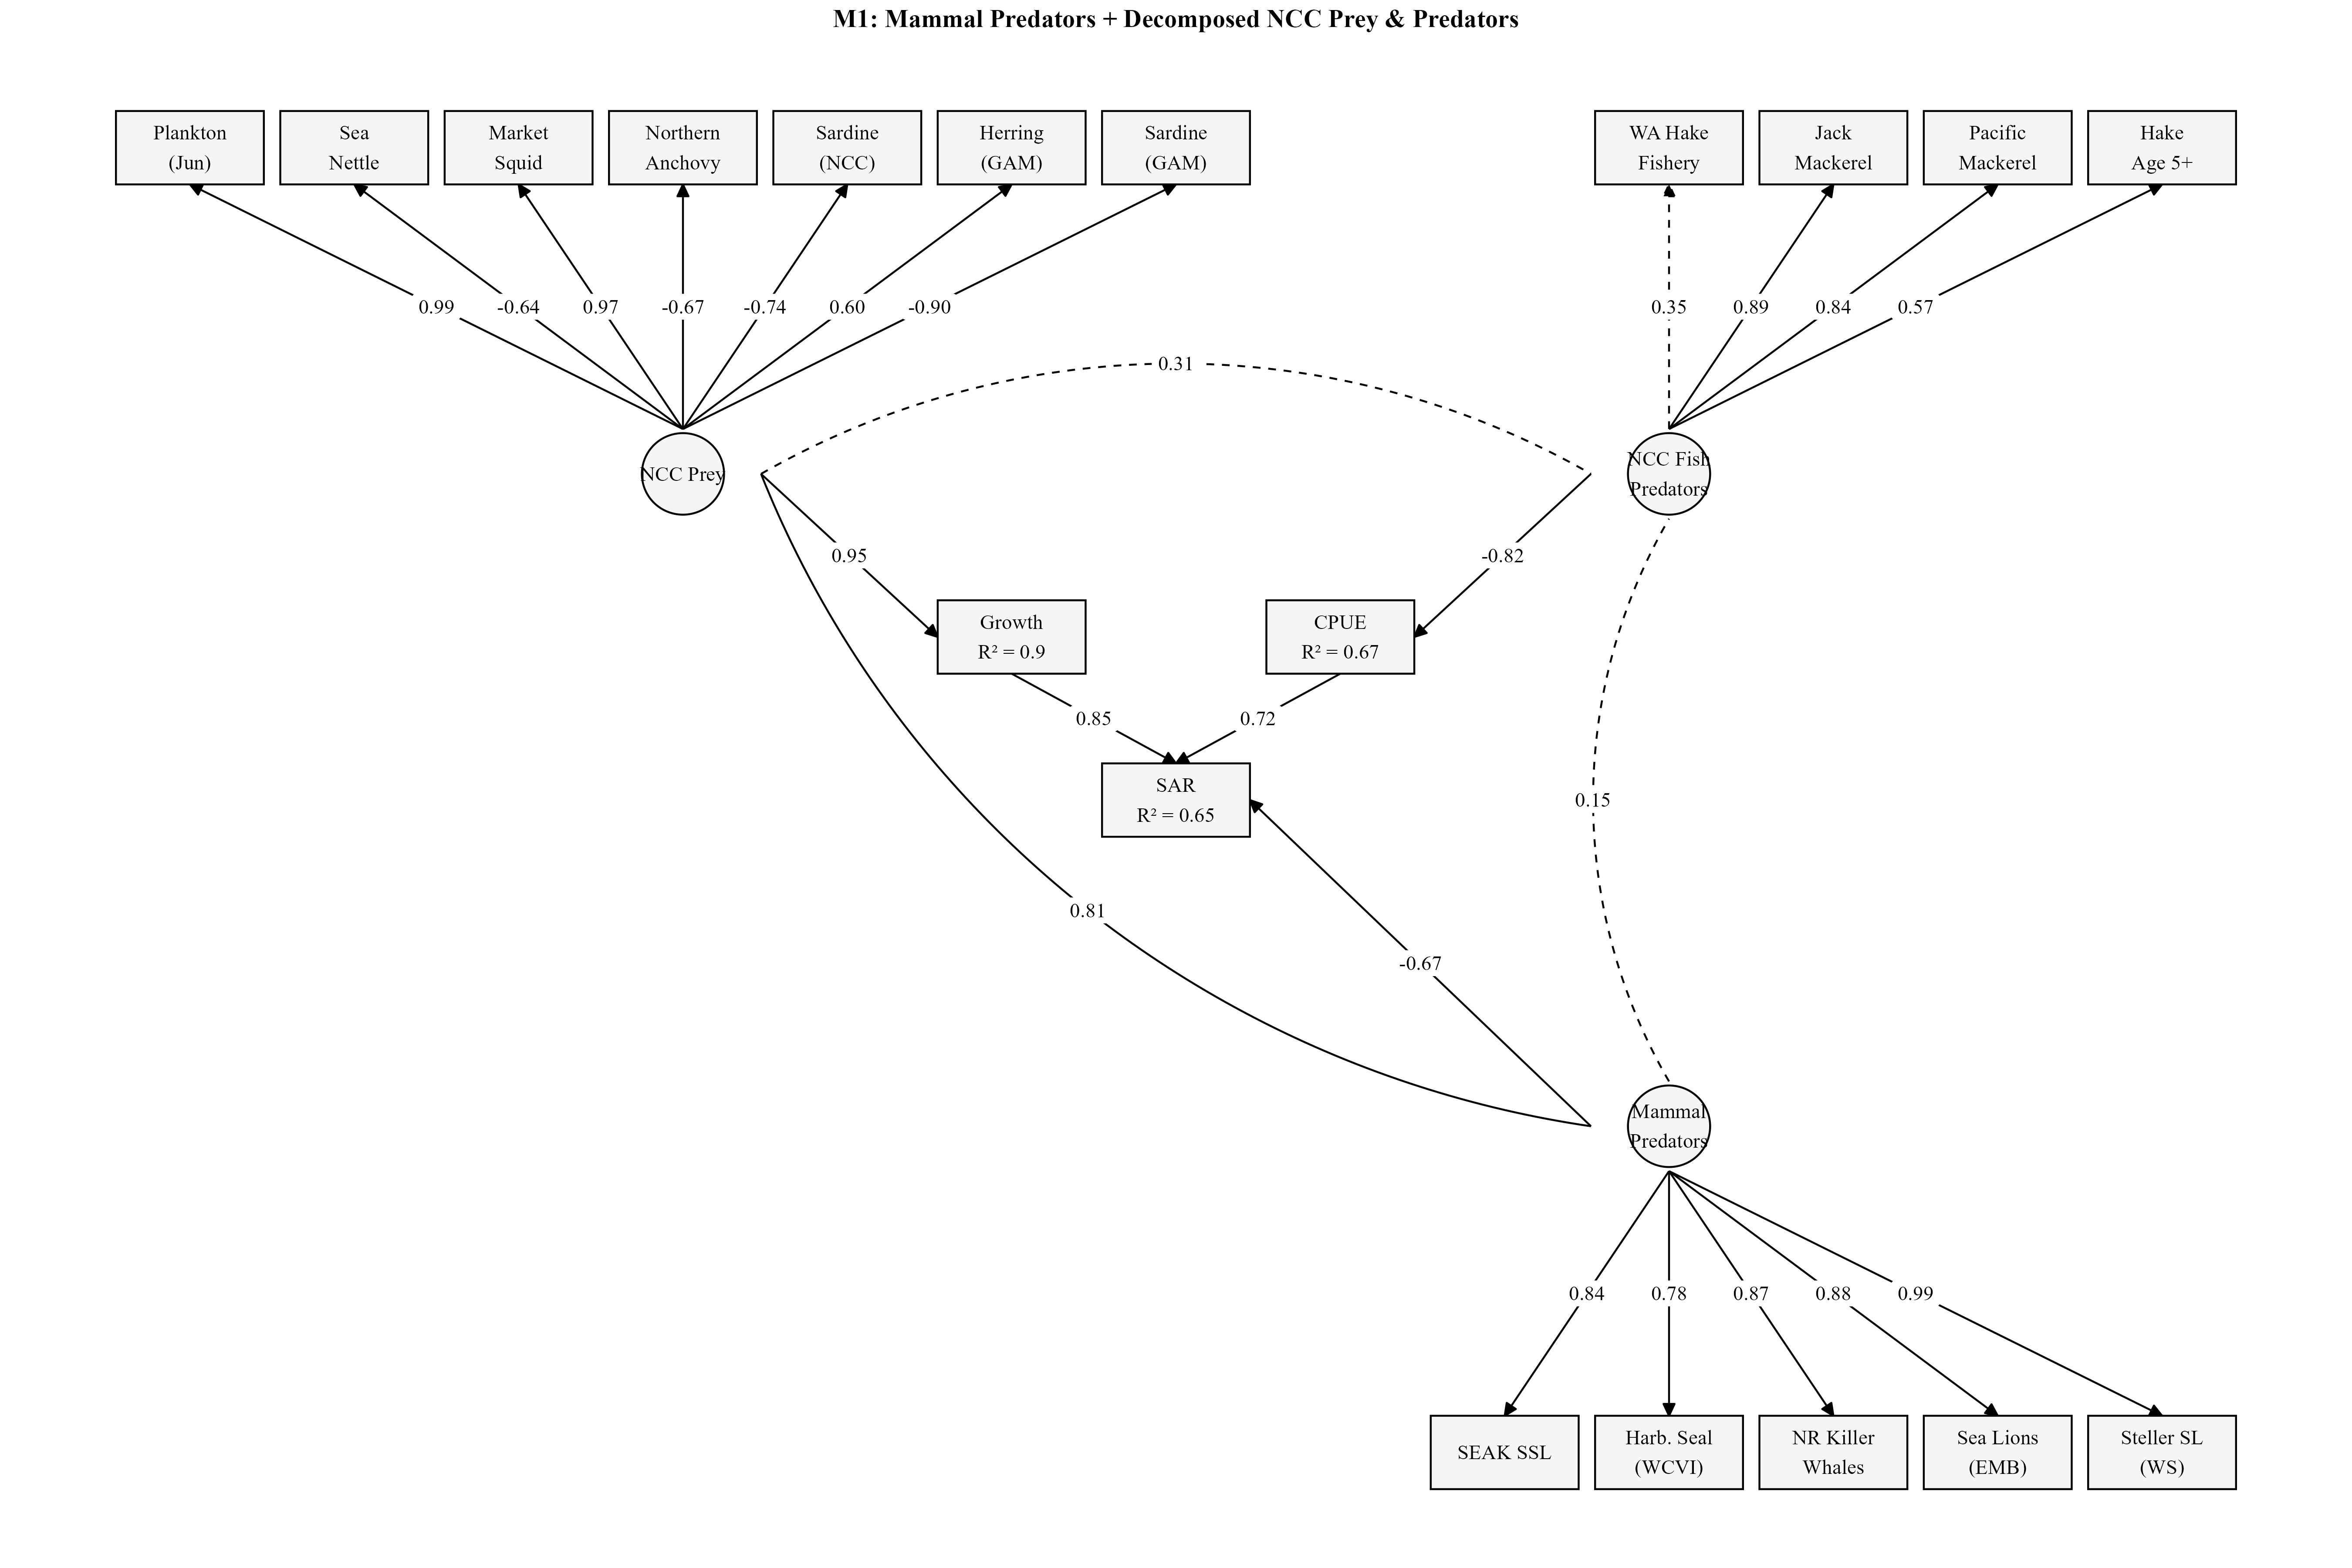 M1: Mammal Predators + Decomposed NCC Prey & Predators
Plankton
(Jun)
Sea
Nettle
Market
Squid
Northern
Anchovy
Sardine
(NCC)
Herring
(GAM)
Sardine
(GAM)
WA Hake
Fishery
Jack
Mackerel
Pacific
Mackerel
Hake
Age 5+
0.99
-0.64
0.97
-0.67
-0.74
0.60
-0.90
0.35
0.89
0.84
0.57
0.31
NCC Prey
NCC Fish
Predators
0.95
-0.82
Growth
R² = 0.9
CPUE
R² = 0.67
0.85
0.72
SAR
R² = 0.65
0.15
0.81
-0.67
Mammal
Predators
0.84
0.78
0.87
0.88
0.99
SEAK SSL
Harb. Seal
(WCVI)
NR Killer
Whales
Sea Lions
(EMB)
Steller SL
(WS)